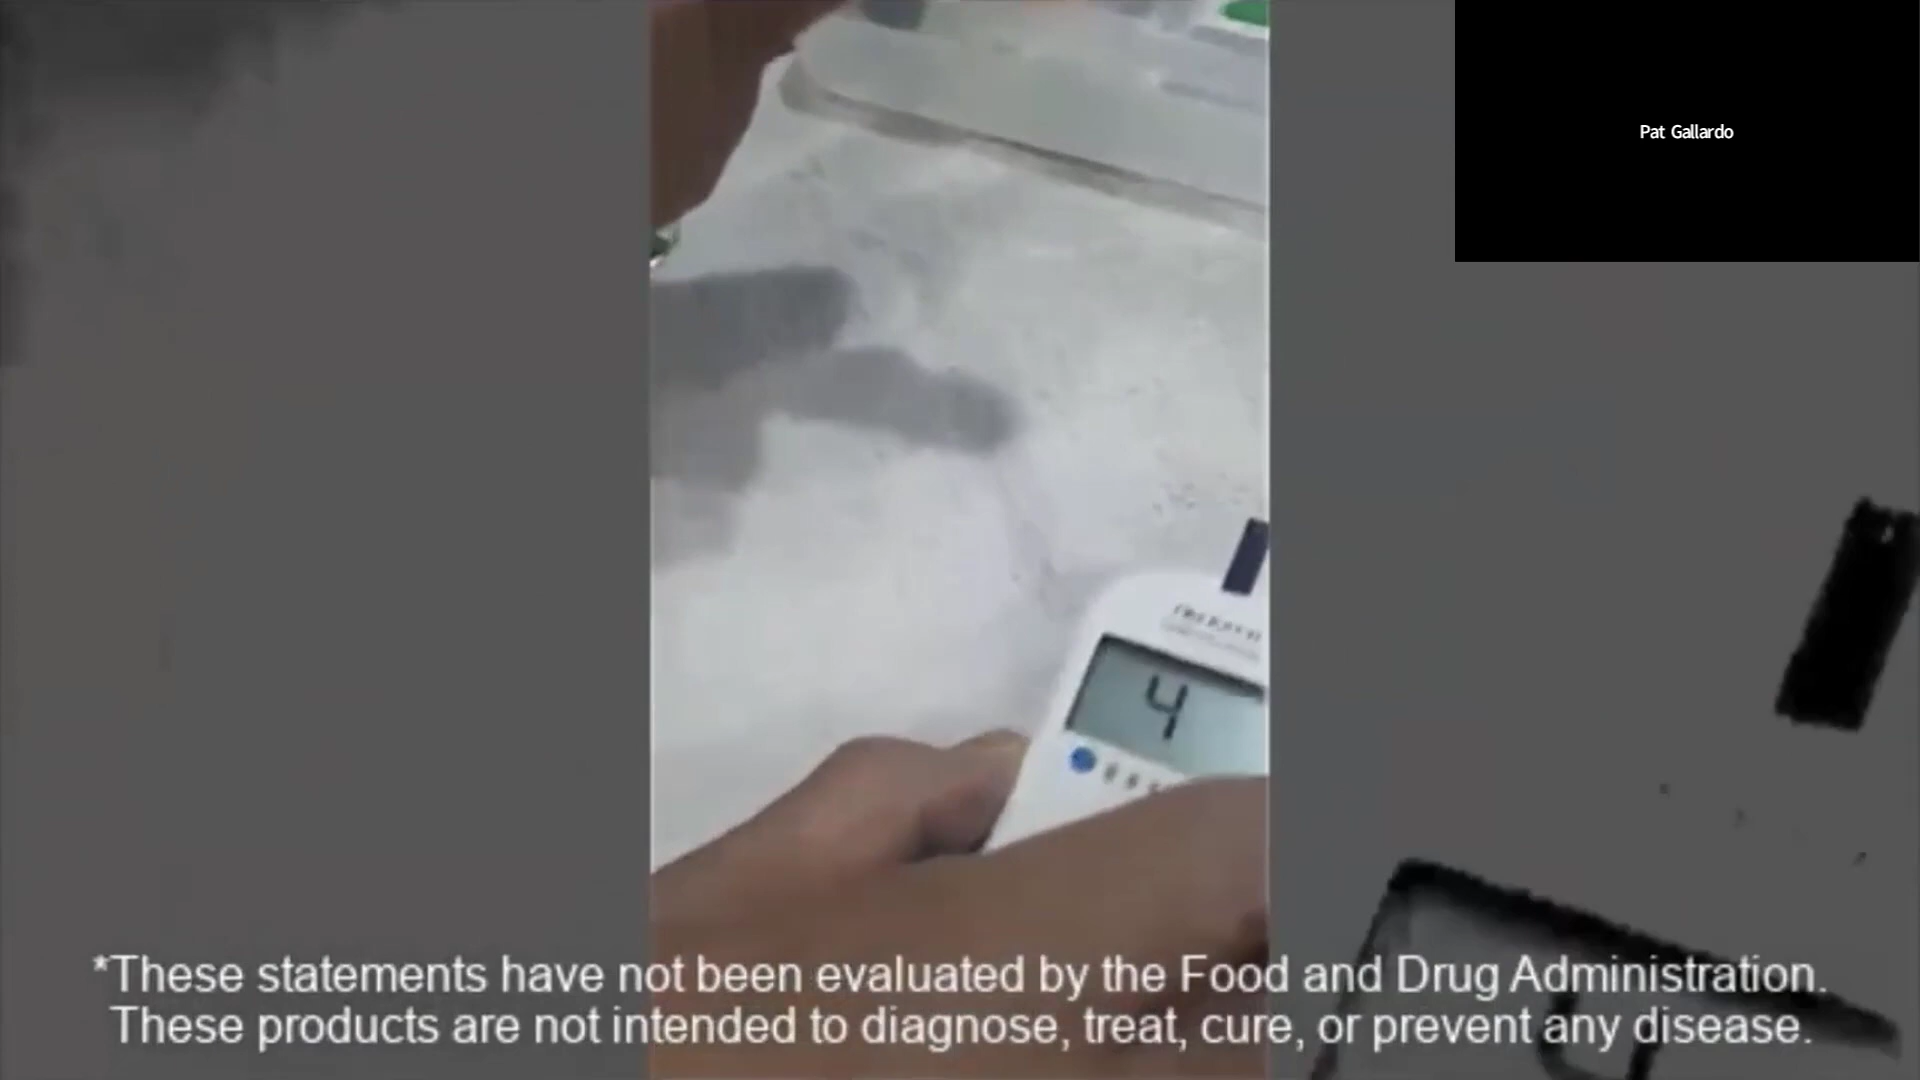 Pat Gallardo
4
*These statements have not been evaluated by the Food and Drug Administration.
These products are not intended to diagnose, treat, cure, or prevent any disease.